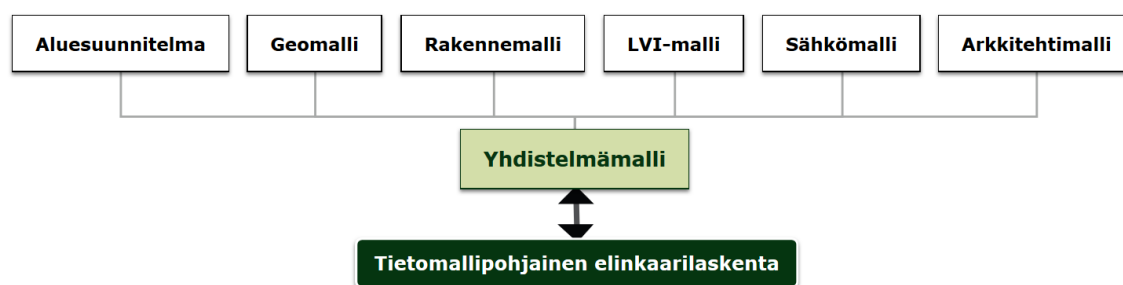 Aluesuunnitelma
Geomalli
Rakennemalli
LVI-malli
Sähkömalli
Arkkitehtimalli
Yhdistelmämalli
Tietomallipohjainen elinkaarilaskenta